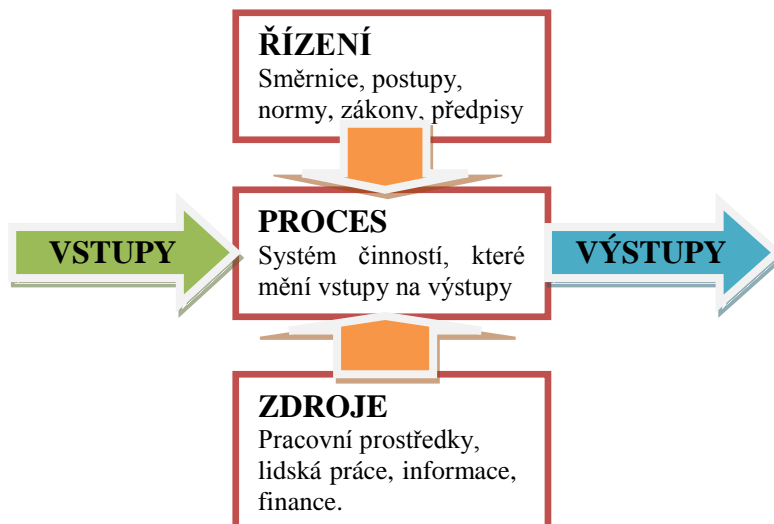 ŘÍZENÍ
Směrnice, postupy,
normy, zákony, předpisy
VSTUPY
PROCES
Systém činností, které
mění vstupy na výstupy
VÝSTUPY
ZDROJE
Pracovní prostředky,
lidská práce, informace,
finance.